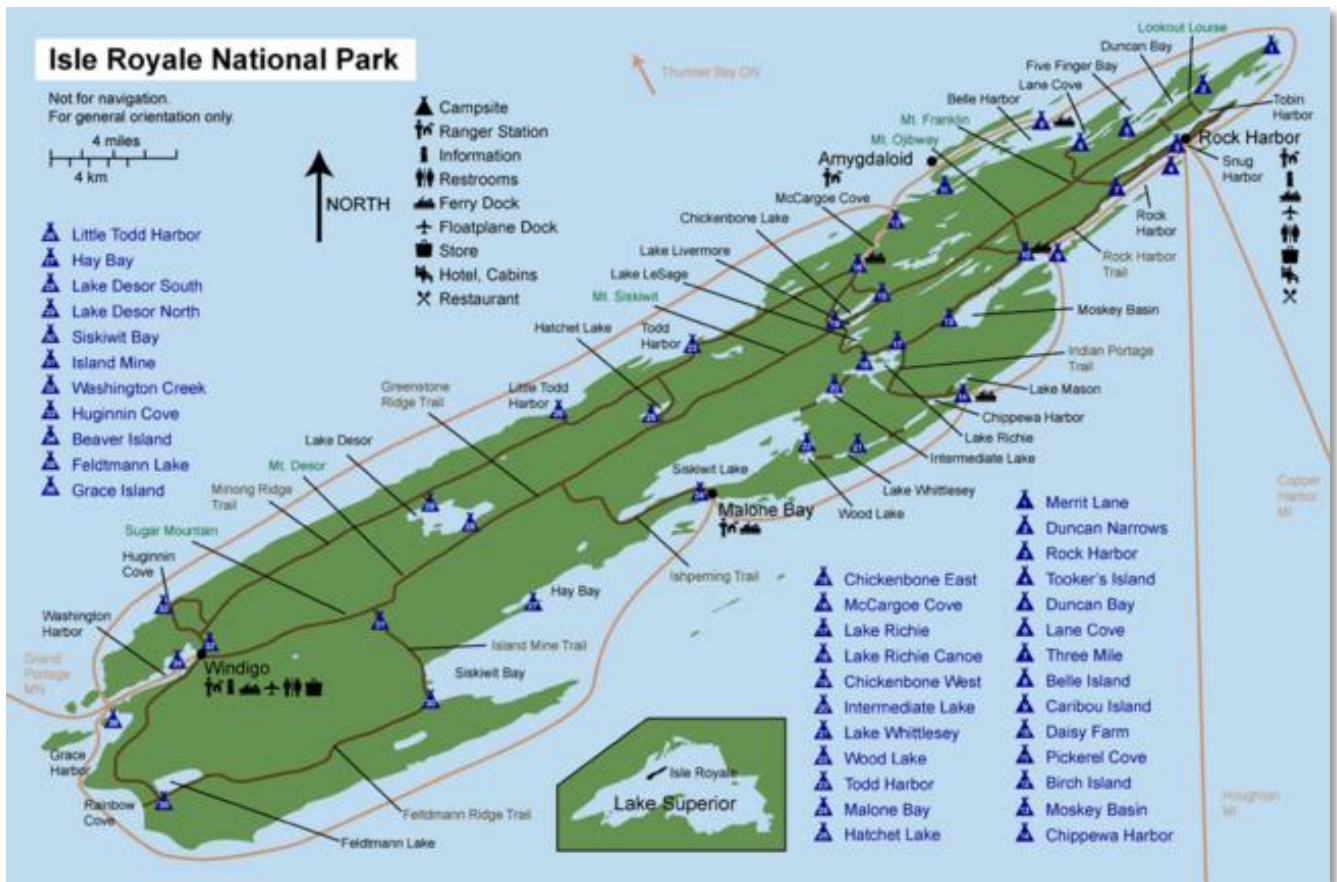 Isle Royale National Park
Not for navigation.
For general orientation only.
4 miles
4 km
NORTH
Campsite
Ranger Station
Information
Restrooms
Ferry Dock
Floatplane Dock
Store
Hotel, Cabins
Restaurant
Little Todd Harbor
Hay Bay
Lake Desor South
Lake Desor North
Siskiwit Bay
Island Mine
Washington Creek
Huginnin Cove
Beaver Island
Feldtmann Lake
Grace Island
Thunder Bay ON
Lookout Louise
Duncan Bay
Five Finger Bay
Lane Cove
Belle Harbor
Mt. Franklin
Mt. Ojibway
Amygdaloid
McCargoe Cove
Chickenbone Lake
Lake Livermore
Lake LeSage
Mt. Siskiwit
Hatchet Lake
Todd
Harbor
Tobin
Harbor
Rock Harbor
Snug
Harbor
Rock
Harbor
Rock Harbor
Trail
Moskey Basin
Indian Portage
Trail
Lake Mason
Chippewa Harbor
Lake Richie
Intermediate Lake
Lake Whittlesey
Wood Lake
Greenstone
Ridge Trail
Little Todd
Harbor
Lake Desor
Mt. Desor
Minong Ridge
Trail
Sugar Mountain
Siskiwit Lake
Malone Bay
Ishpeming Trail
Huginnin
Cove
Washington
Harbor
Grand
Portage
MN
Windigo
Hay Bay
Island Mine Trail
Siskiwit Bay
Grace
Harbor
Rainbow
Cove
Feltdmann Ridge Trail
Feldtmann Lake
Isle Royale
Lake Superior
Copper
Harbor
MI
Houghton
MI
Chickenbone East
McCargoe Cove
Lake Richie
Lake Richie Canoe
Chickenbone West
Intermediate Lake
Lake Whittlesey
Wood Lake
Todd Harbor
Malone Bay
Hatchet Lake
Merrit Lane
Duncan Narrows
Rock Harbor
Tooker's Island
Duncan Bay
Lane Cove
Three Mile
Belle Island
Caribou Island
Daisy Farm
Pickerel Cove
Birch Island
Moskey Basin
Chippewa Harbor